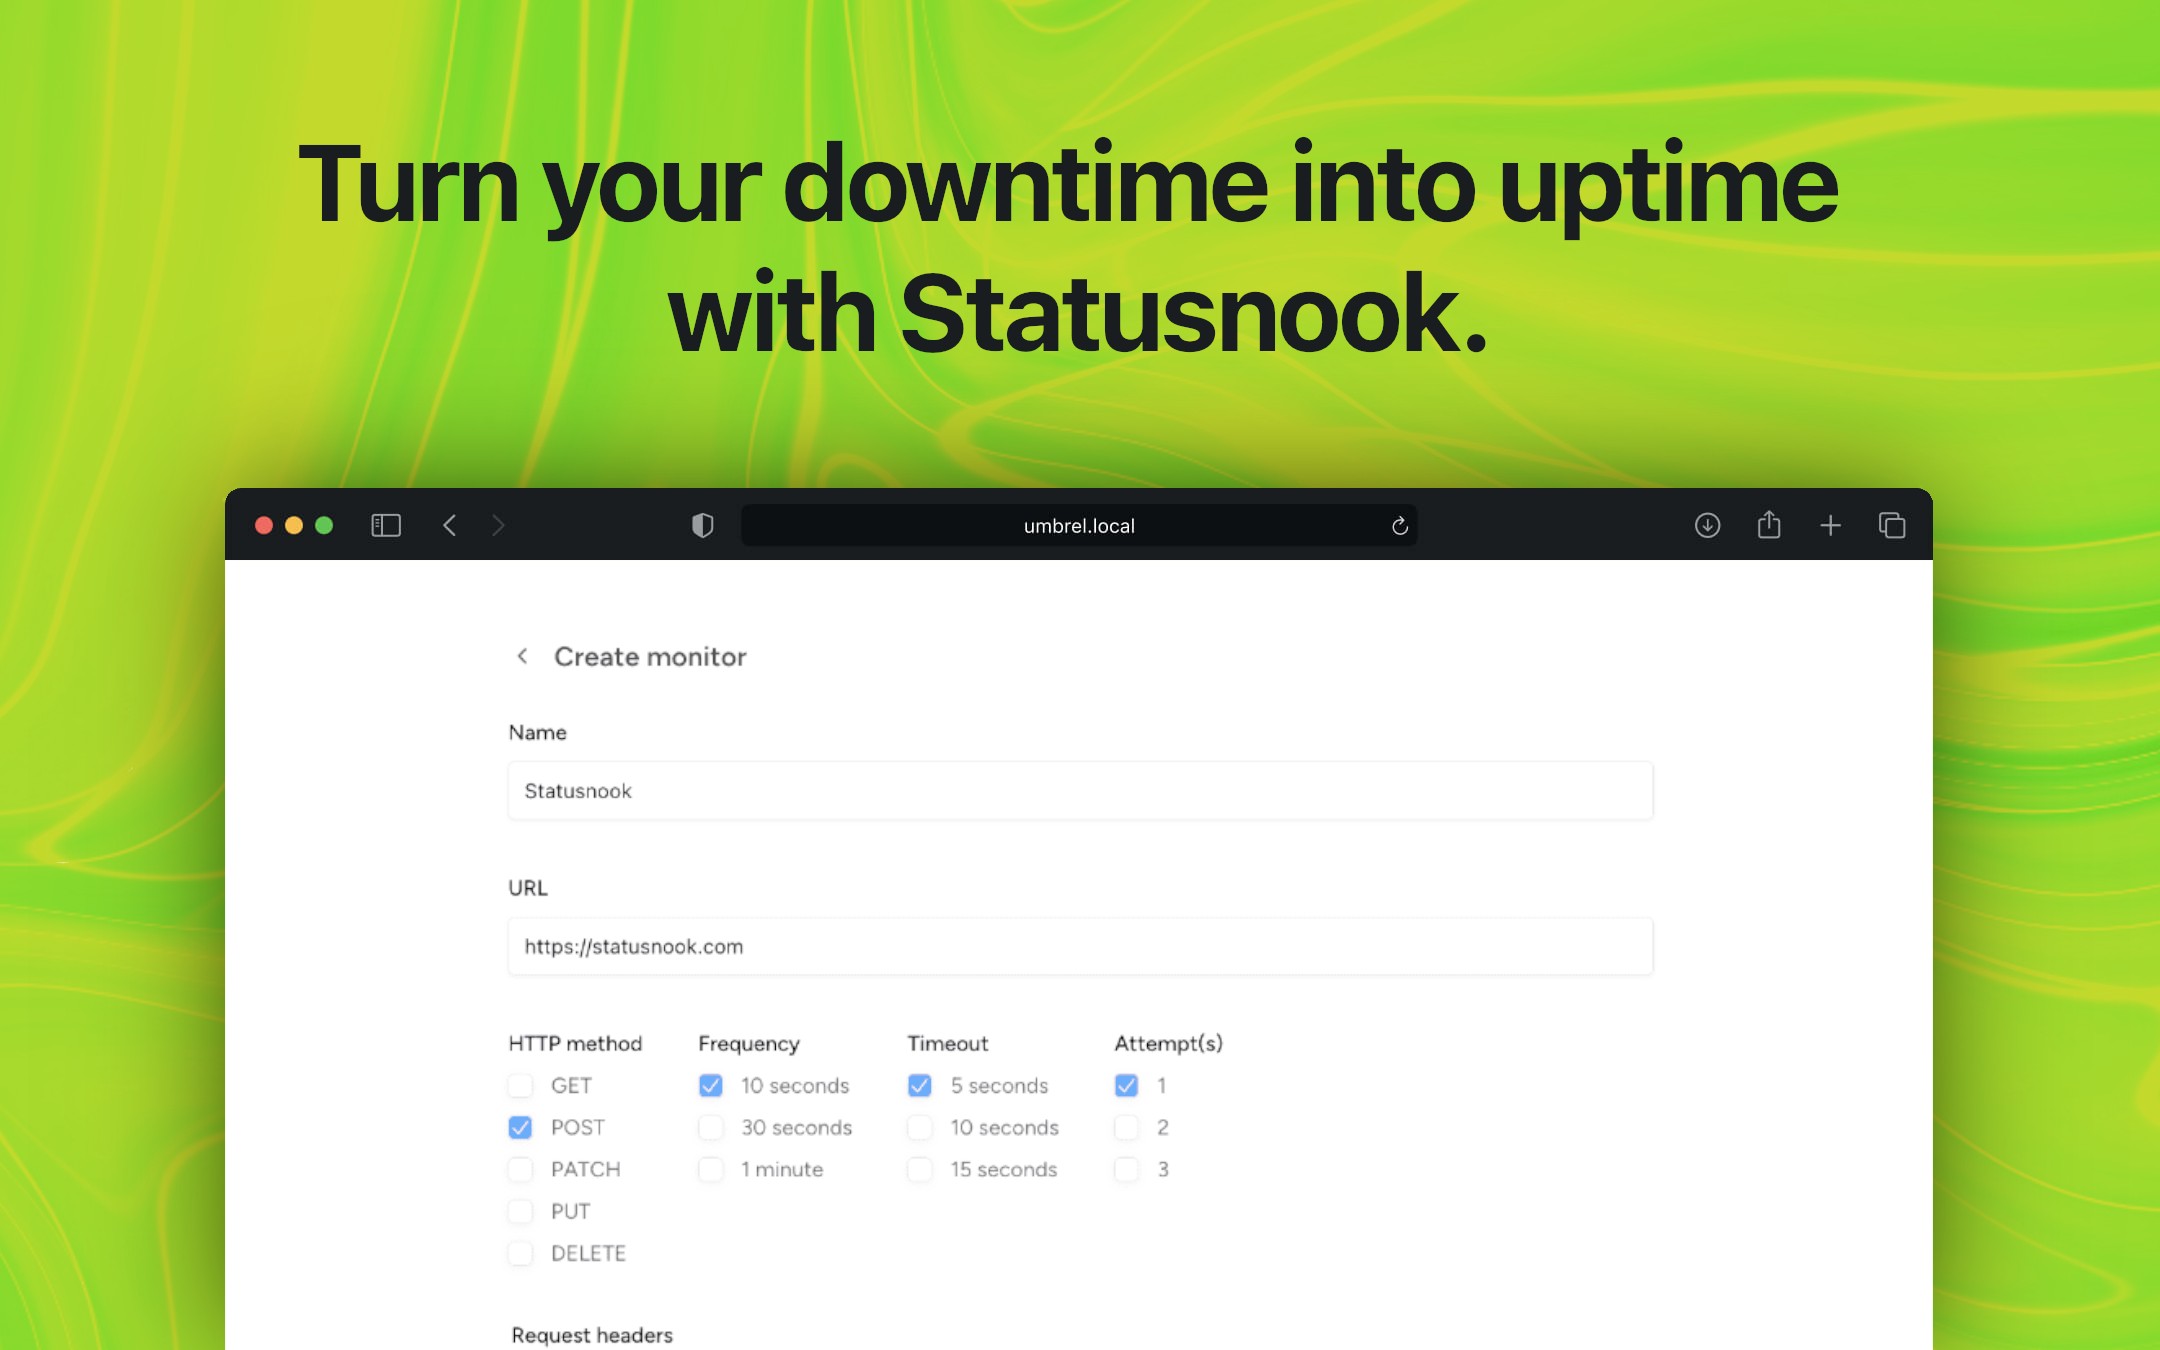 Turn your downtime into uptime
with Statusnook.
umbrel.local
Create monitor
Name
Statusnook
URL
https://statusnook.com
HTTP method Frequency Timeout Attempt(s)
GET 10 seconds 5 seconds 1
POST 30 seconds 10 seconds 2
PATCH 1 minute 15 seconds 3
PUT
DELETE
Request headers